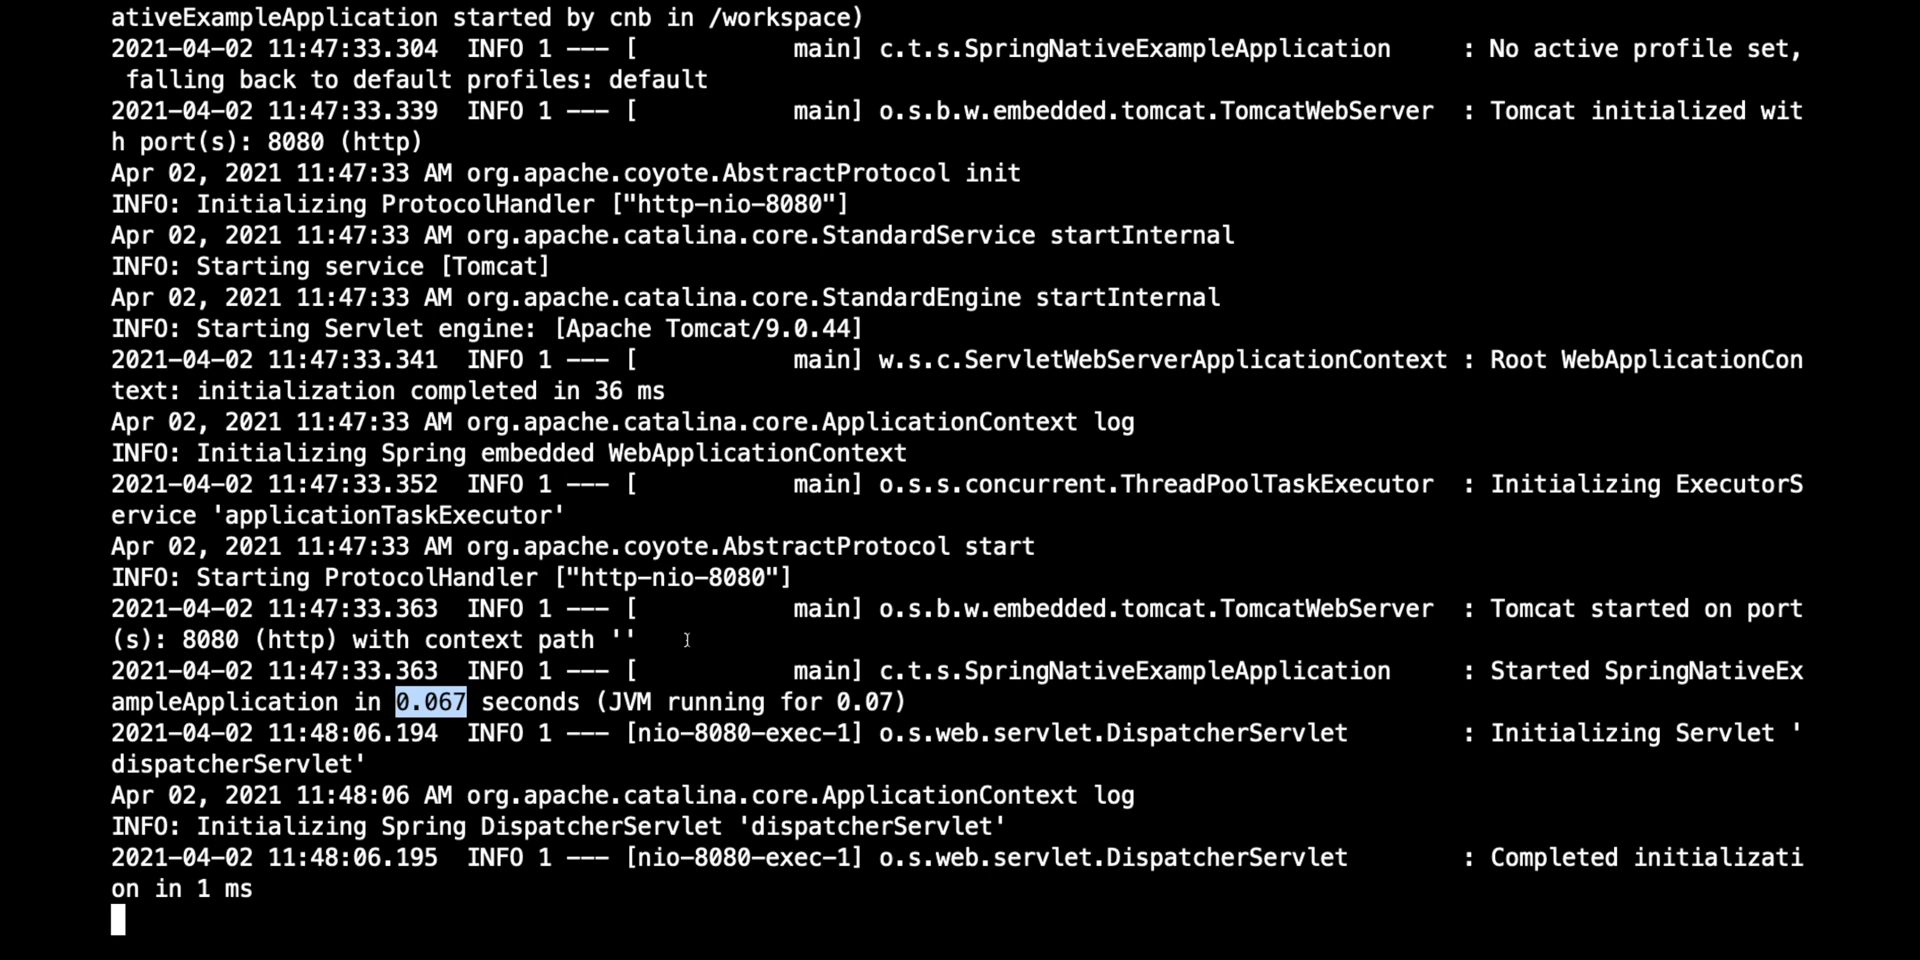 ativeExampleApplication started by cnb in /workspace)
2021-04-02 11:47:33.304  INFO 1 --- [           main] c.t.s.SpringNativeExampleApplication     : No active profile set,
 falling back to default profiles: default
2021-04-02 11:47:33.339  INFO 1 --- [           main] o.s.b.w.embedded.tomcat.TomcatWebServer  : Tomcat initialized wit
h port(s): 8080 (http)
Apr 02, 2021 11:47:33 AM org.apache.coyote.AbstractProtocol init
INFO: Initializing ProtocolHandler ["http-nio-8080"]
Apr 02, 2021 11:47:33 AM org.apache.catalina.core.StandardService startInternal
INFO: Starting service [Tomcat]
Apr 02, 2021 11:47:33 AM org.apache.catalina.core.StandardEngine startInternal
INFO: Starting Servlet engine: [Apache Tomcat/9.0.44]
2021-04-02 11:47:33.341  INFO 1 --- [           main] w.s.c.ServletWebServerApplicationContext : Root WebApplicationCon
text: initialization completed in 36 ms
Apr 02, 2021 11:47:33 AM org.apache.catalina.core.ApplicationContext log
INFO: Initializing Spring embedded WebApplicationContext
2021-04-02 11:47:33.352  INFO 1 --- [           main] o.s.s.concurrent.ThreadPoolTaskExecutor  : Initializing ExecutorS
ervice 'applicationTaskExecutor'
Apr 02, 2021 11:47:33 AM org.apache.coyote.AbstractProtocol start
INFO: Starting ProtocolHandler ["http-nio-8080"]
2021-04-02 11:47:33.363  INFO 1 --- [           main] o.s.b.w.embedded.tomcat.TomcatWebServer  : Tomcat started on port
(s): 8080 (http) with context path ''
2021-04-02 11:47:33.363  INFO 1 --- [           main] c.t.s.SpringNativeExampleApplication     : Started SpringNativeEx
ampleApplication in 0.067 seconds (JVM running for 0.07)
2021-04-02 11:48:06.194  INFO 1 --- [nio-8080-exec-1] o.s.web.servlet.DispatcherServlet        : Initializing Servlet '
dispatcherServlet'
Apr 02, 2021 11:48:06 AM org.apache.catalina.core.ApplicationContext log
INFO: Initializing Spring DispatcherServlet 'dispatcherServlet'
2021-04-02 11:48:06.195  INFO 1 --- [nio-8080-exec-1] o.s.web.servlet.DispatcherServlet        : Completed initializati
on in 1 ms